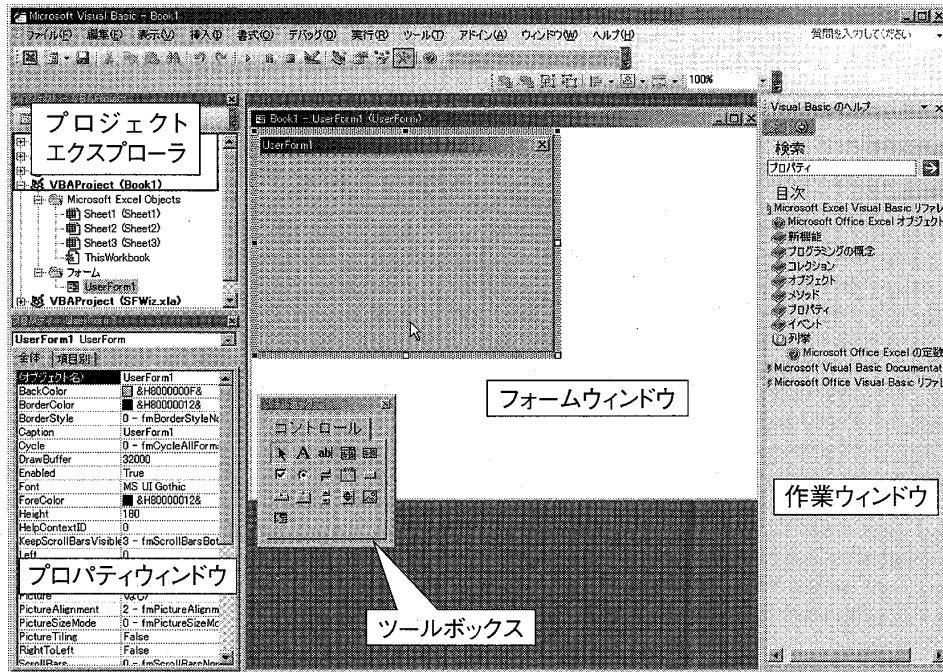 Microsoft Visual Basic - Book1
ファイル(F) 編集(E) 表示(V) 挿入(I) 書式(O) デバッグ(D) 実行(R) ツール(T) アドイン(A) ウィンドウ(W) ヘルプ(H)
質問を入力してください
100%
プロジェクト
エクスプローラ
VBAProject (Book1)
Microsoft Excel Objects
Sheet1 (Sheet1)
Sheet2 (Sheet2)
Sheet3 (Sheet3)
ThisWorkbook
フォーム
UserForm1
VBAProject (SFWiz.xla)
UserForm1 UserForm
全体 項目別
(オブジェクト名) UserForm1
BackColor &H8000000F&
BorderColor &H80000012&
BorderStyle 0 - fmBorderStyleNo
Caption UserForm1
Cycle 0 - fmCycleAllForm
DrawBuffer 32000
Enabled True
Font MS UI Gothic
ForeColor &H80000012&
Height 180
HelpContextID 0
KeepScrollBarsVisible 3 - fmScrollBarsBot
Left 0
プロパティウィンドウ
Picture (なし)
PictureAlignment 2 - fmPictureAlignm
PictureSizeMode 0 - fmPictureSizeMo
PictureTiling False
RightToLeft False
ScrollBars 0 - fmScrollBarsNon
Book1 - UserForm1 (UserForm)
UserForm1
フォームウィンドウ
コントロール
ツールボックス
Visual Basic のヘルプ
検索
プロパティ
目次
Microsoft Excel Visual Basic リファレ
Microsoft Office Excel オブジェクト
新機能
プログラミングの概念
コレクション
オブジェクト
メソッド
プロパティ
イベント
列挙
Microsoft Office Excel の定数
Microsoft Visual Basic Documentat
Microsoft Office Visual Basic リファレ
作業ウィンドウ